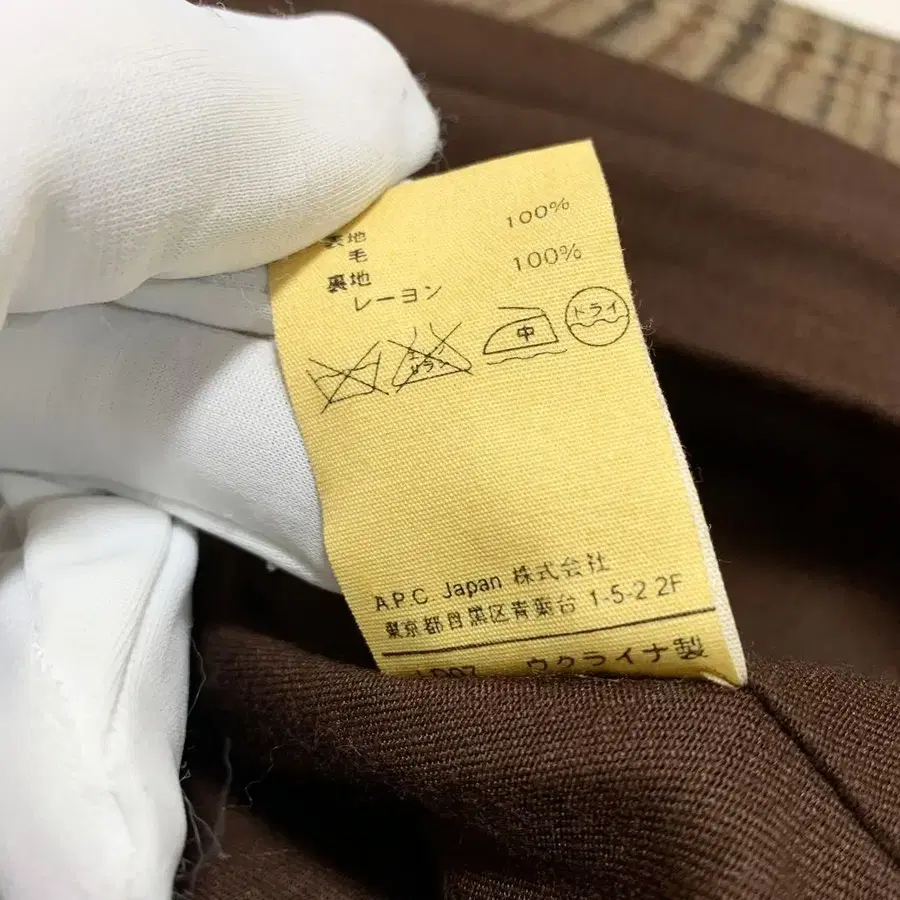 表地
毛 100%
裏地
レーヨン 100%
中
ドライ
A.P.C Japan 株式会社
東京都目黒区青葉台 1-5-2 2F
ウクライナ製